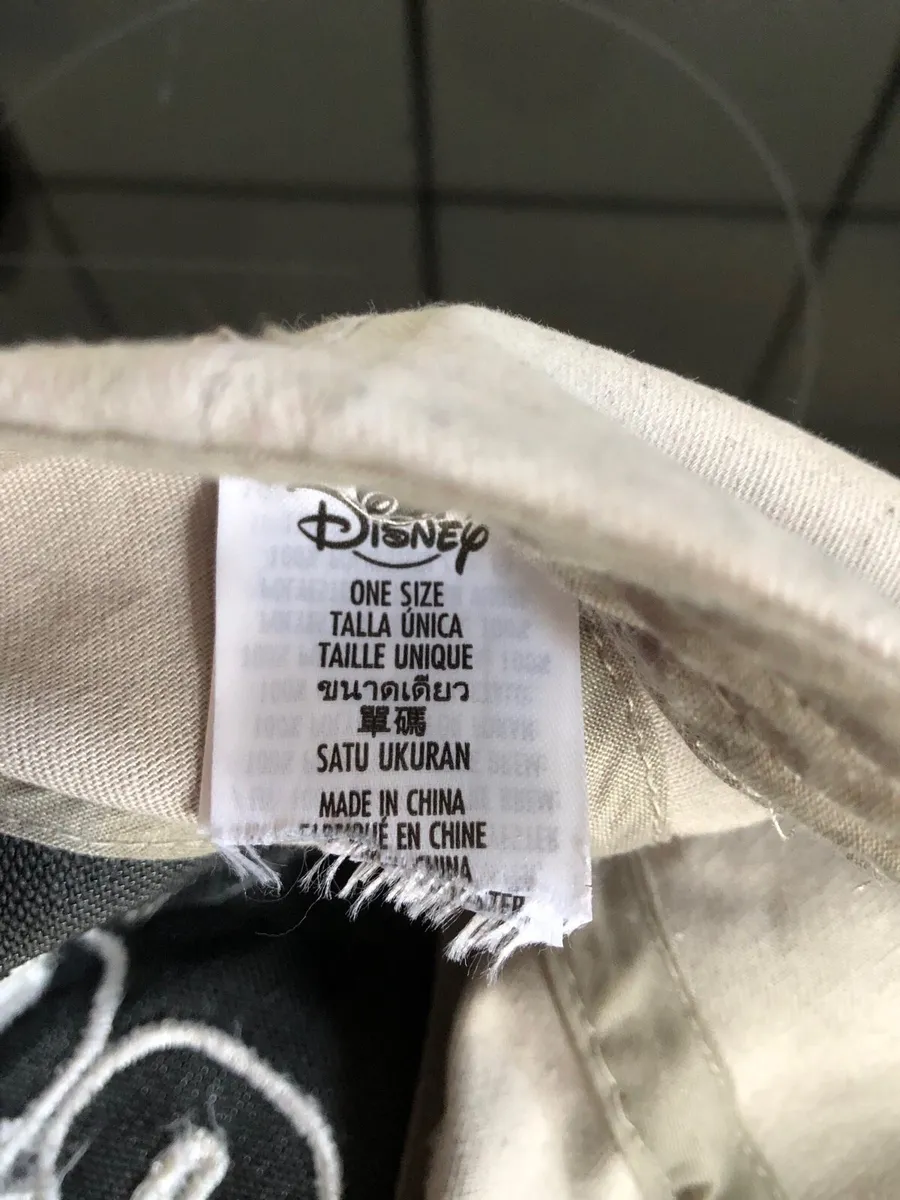 Disney
ONE SIZE
TALLA ÚNICA
TAILLE UNIQUE
ขนาดเดียว
單碼
SATU UKURAN
MADE IN CHINA
FABRIQUÉ EN CHINE
CHINA